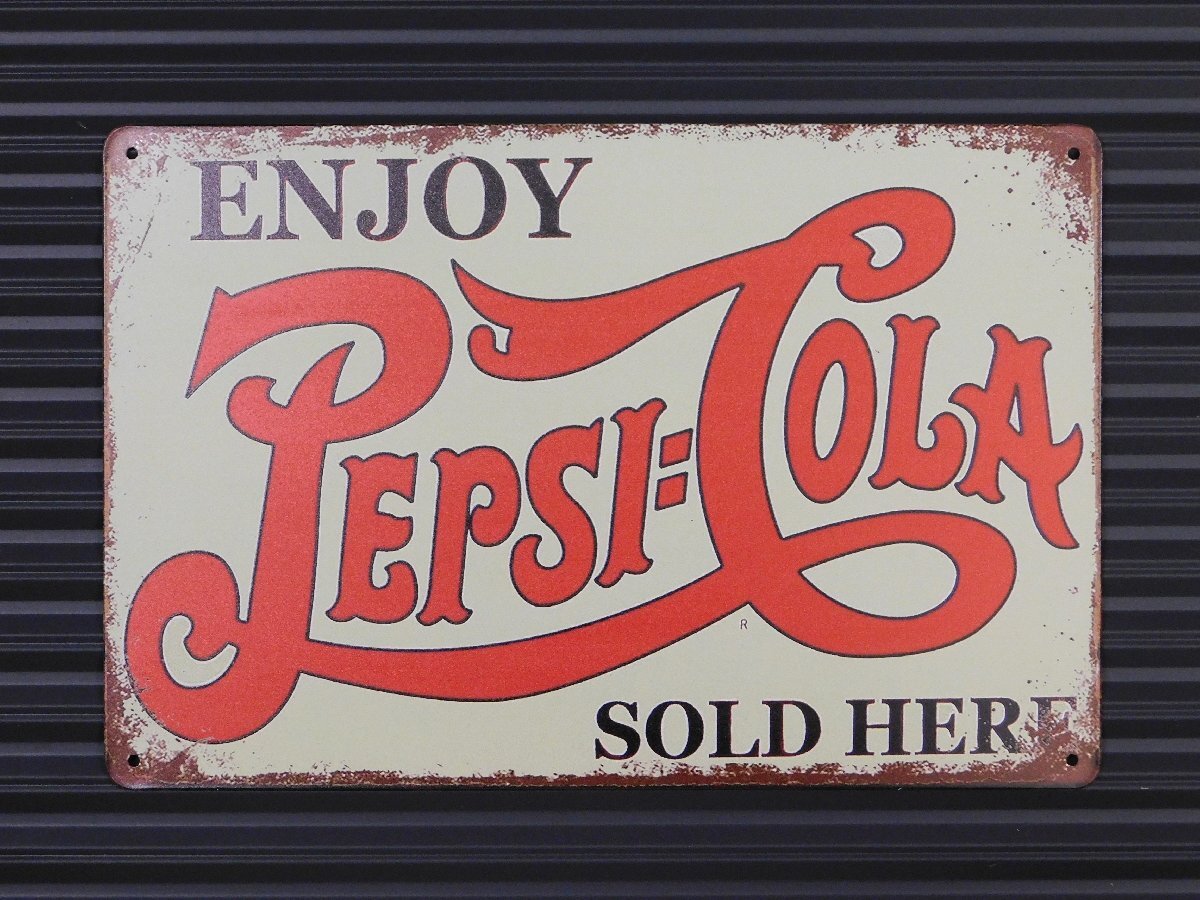 ENJOY
PEPSI=COLA
R
SOLD HERE